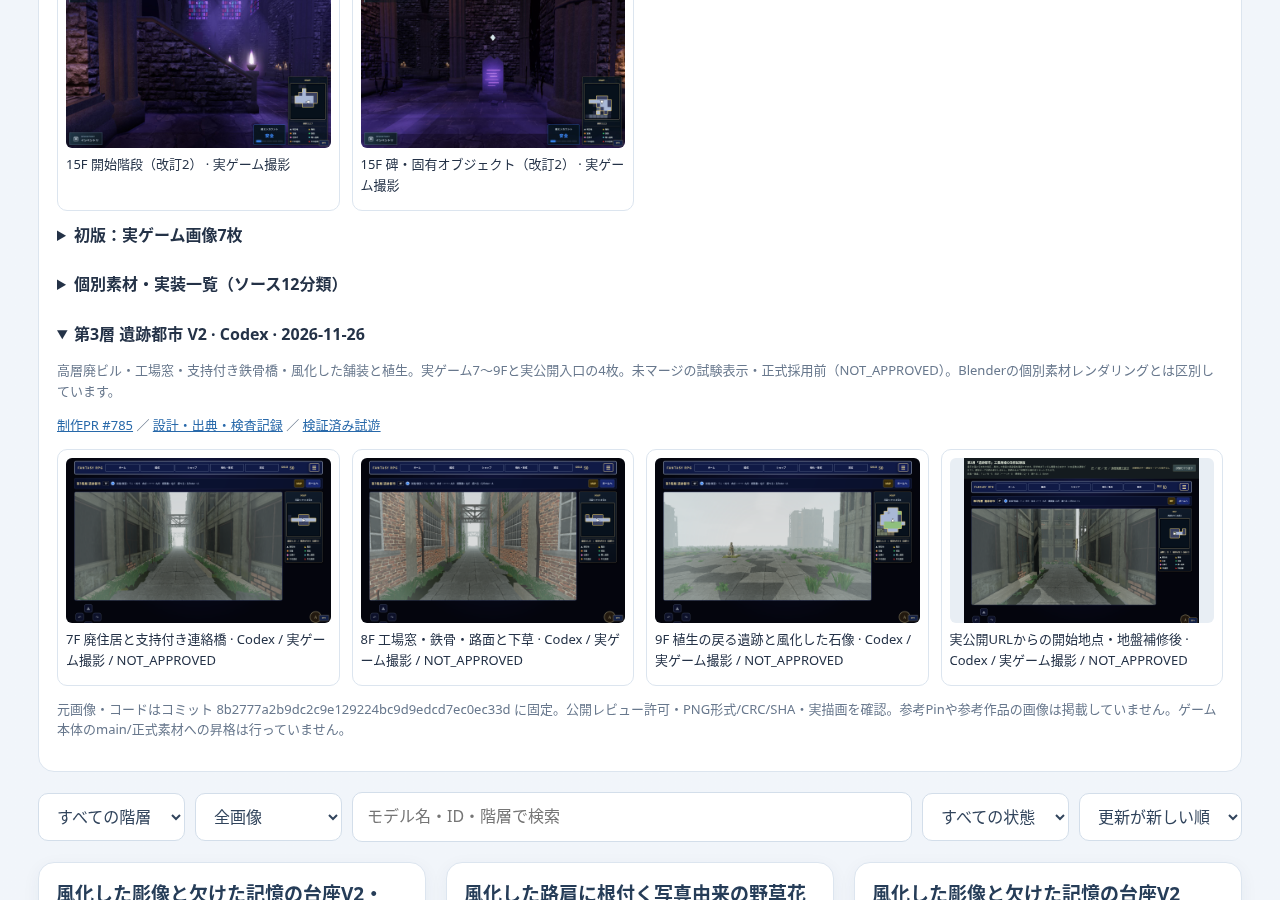 15F 開始階段（改訂2） · 実ゲーム撮影
15F 碑・固有オブジェクト（改訂2） · 実ゲー
ム撮影
▶ 初版：実ゲーム画像7枚
▶ 個別素材・実装一覧（ソース12分類）
▼ 第3層 遺跡都市 V2 · Codex · 2026-11-26
高層廃ビル・工場窓・支持付き鉄骨橋・風化した舗装と植生。実ゲーム7〜9Fと実公開入口の4枚。未マージの試験表示・正式採用前（NOT_APPROVED）。Blenderの個別素材レンダリングとは区別し
ています。
制作PR #785 ／ 設計・出典・検査記録 ／ 検証済み試遊
7F 廃住居と支持付き連絡橋 · Codex / 実ゲー
ム撮影 / NOT_APPROVED
8F 工場窓・鉄骨・路面と下草 · Codex / 実ゲ
ーム撮影 / NOT_APPROVED
9F 植生の戻る遺跡と風化した石像 · Codex /
実ゲーム撮影 / NOT_APPROVED
実公開URLからの開始地点・地盤補修後 ·
Codex / 実ゲーム撮影 / NOT_APPROVED
元画像・コードはコミット 8b2777a2b9dc2c9e129224bc9d9edcd7ec0ec33d に固定。公開レビュー許可・PNG形式/CRC/SHA・実描画を確認。参考Pinや参考作品の画像は掲載していません。ゲーム
本体のmain/正式素材への昇格は行っていません。
すべての階層
全画像
モデル名・ID・階層で検索
すべての状態
更新が新しい順
風化した彫像と欠けた記憶の台座V2・
風化した路肩に根付く写真由来の野草花
風化した彫像と欠けた記憶の台座V2